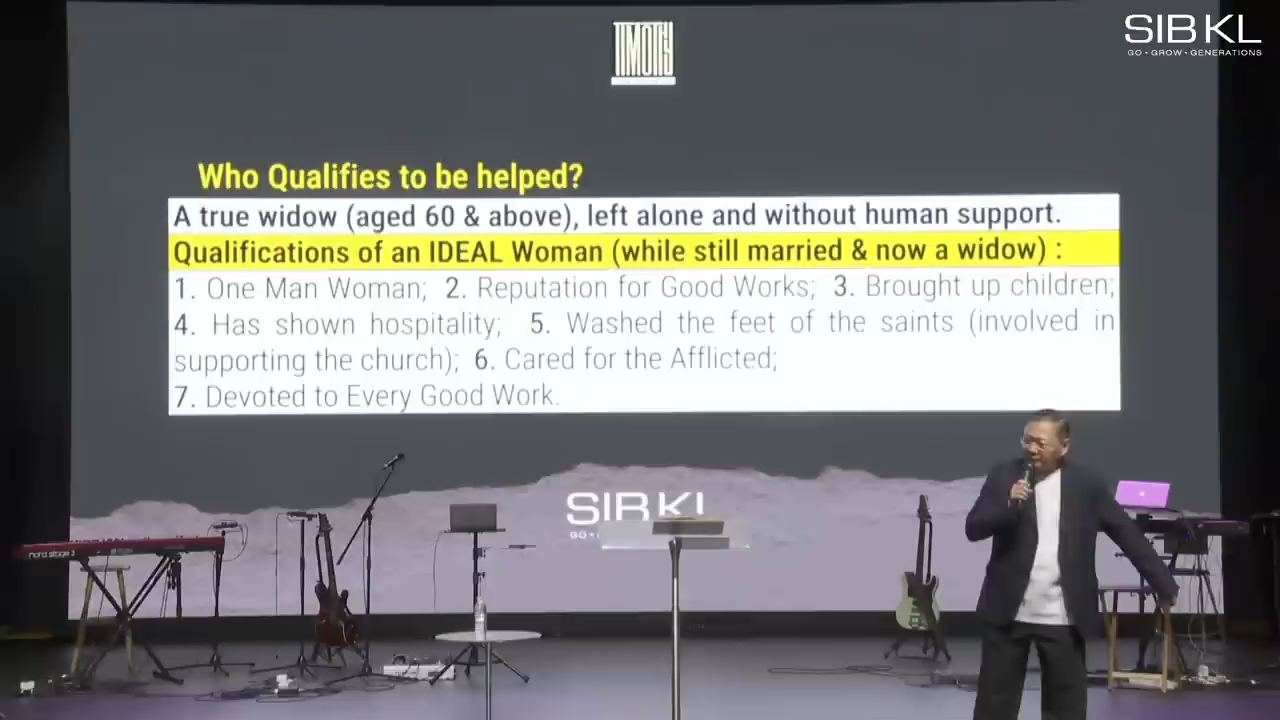 TIMOTHY
SIBKL
GO • GROW • GENERATIONS
Who Qualifies to be helped?
A true widow (aged 60 & above), left alone and without human support.
Qualifications of an IDEAL Woman (while still married & now a widow) :
1. One Man Woman; 2. Reputation for Good Works; 3. Brought up children;
4. Has shown hospitality; 5. Washed the feet of the saints (involved in
supporting the church); 6. Cared for the Afflicted;
7. Devoted to Every Good Work.
SIBKL
nord stage 3